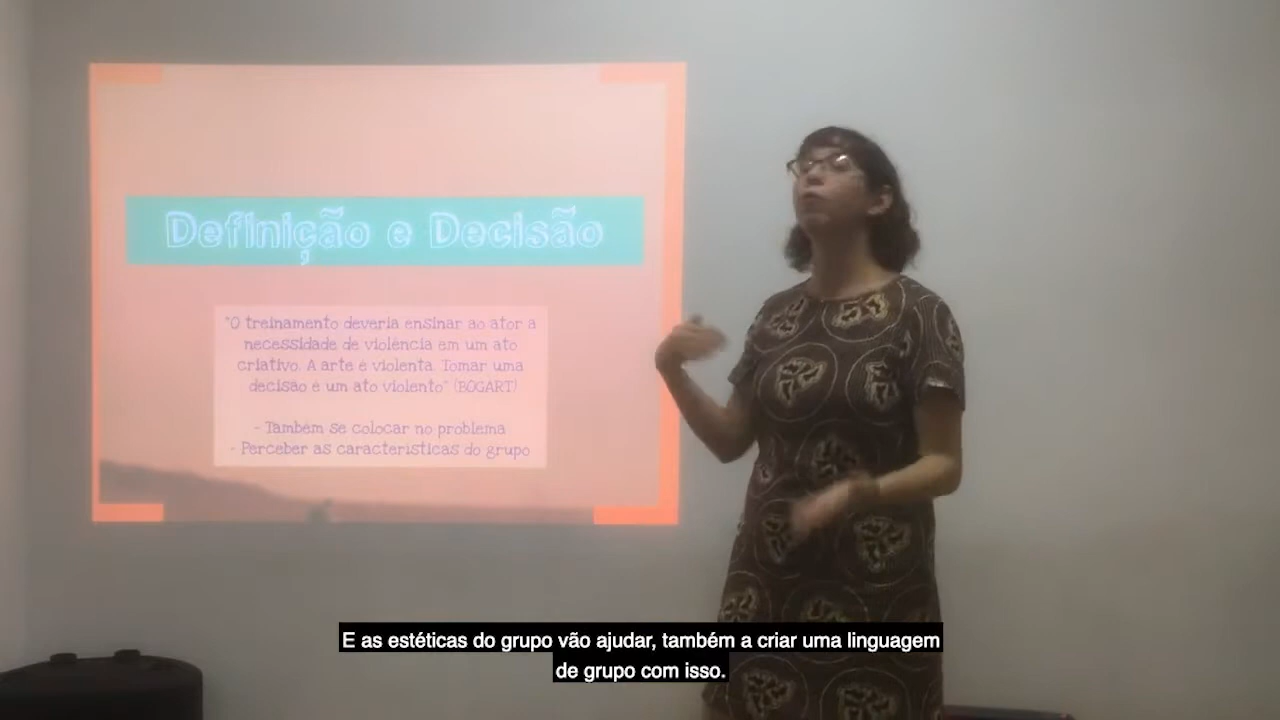 Definição e Decisão
"O treinamento deveria ensinar ao ator a
necessidade de violência em um ato
criativo. A arte é violenta. Tomar uma
decisão é um ato violento" (BOGART)
- Também se colocar no problema
- Perceber as características do grupo
E as estéticas do grupo vão ajudar, também a criar uma linguagem
de grupo com isso.